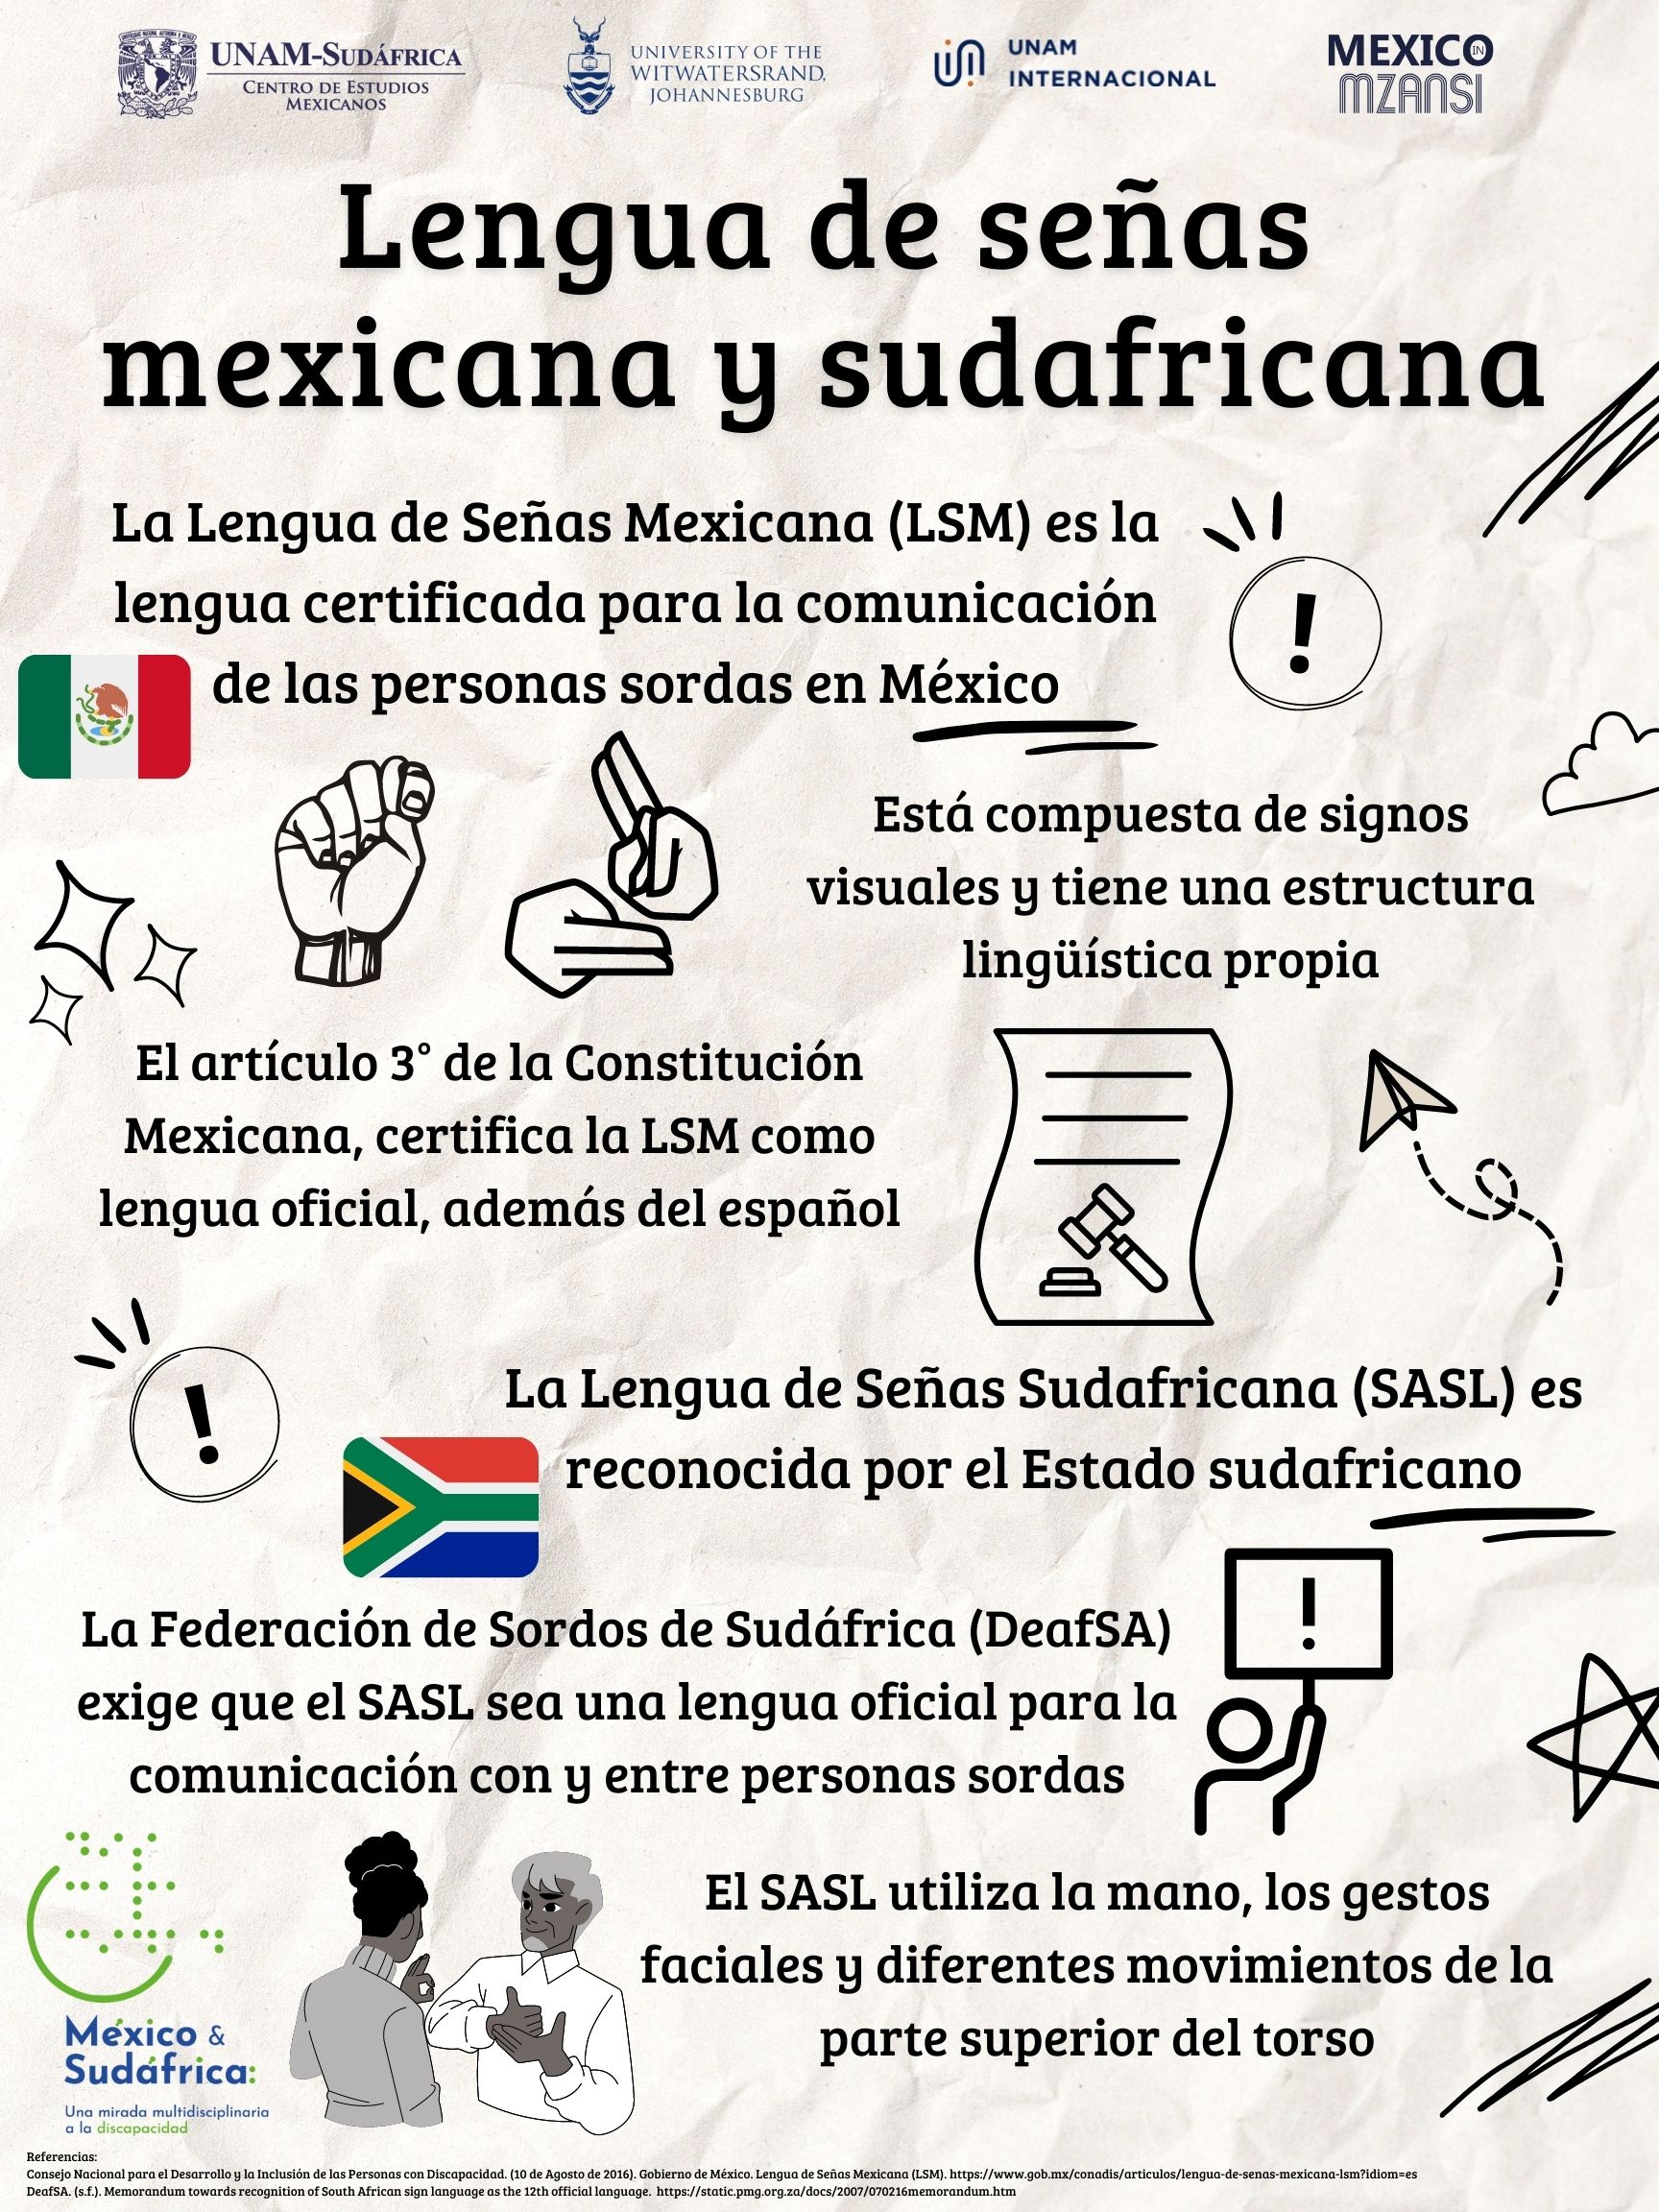 UNAM-SUDÁFRICA
CENTRO DE ESTUDIOS
MEXICANOS
UNIVERSITY OF THE
WITWATERSRAND,
JOHANNESBURG
UNAM
INTERNACIONAL
MEXICO
IN
MZANSI
Lengua de señas
mexicana y sudafricana
La Lengua de Señas Mexicana (LSM) es la
lengua certificada para la comunicación
de las personas sordas en México
!
Está compuesta de signos
visuales y tiene una estructura
lingüística propia
El artículo 3° de la Constitución
Mexicana, certifica la LSM como
lengua oficial, además del español
!
La Lengua de Señas Sudafricana (SASL) es
reconocida por el Estado sudafricano
!
La Federación de Sordos de Sudáfrica (DeafSA)
exige que el SASL sea una lengua oficial para la
comunicación con y entre personas sordas
El SASL utiliza la mano, los gestos
faciales y diferentes movimientos de la
parte superior del torso
México &
Sudáfrica:
Una mirada multidisciplinaria
a la discapacidad
Referencias:
Consejo Nacional para el Desarrollo y la Inclusión de las Personas con Discapacidad. (10 de Agosto de 2016). Gobierno de México. Lengua de Señas Mexicana (LSM). https://www.gob.mx/conadis/articulos/lengua-de-senas-mexicana-lsm?idiom=es
DeafSA. (s.f.). Memorandum towards recognition of South African sign language as the 12th official language. https://static.pmg.org.za/docs/2007/070216memorandum.htm